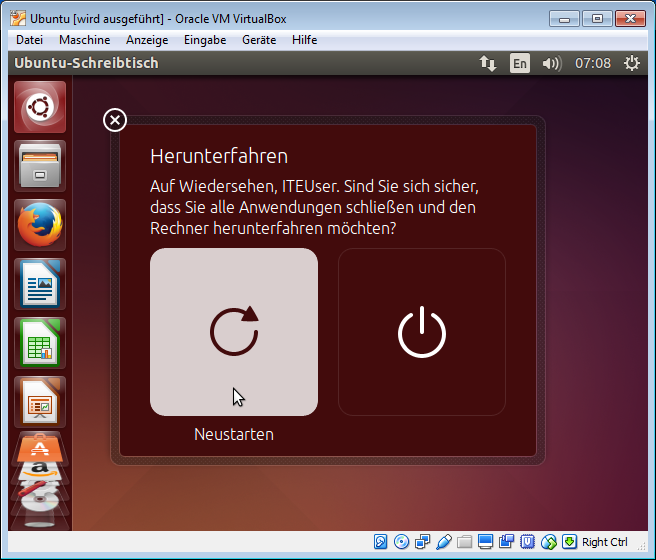 Ubuntu [wird ausgeführt] - Oracle VM VirtualBox
Datei Maschine Anzeige Eingabe Geräte Hilfe
Ubuntu-Schreibtisch En 07:08
Herunterfahren
Auf Wiedersehen, ITEUser. Sind Sie sich sicher,
dass Sie alle Anwendungen schließen und den
Rechner herunterfahren möchten?
Neustarten
Right Ctrl